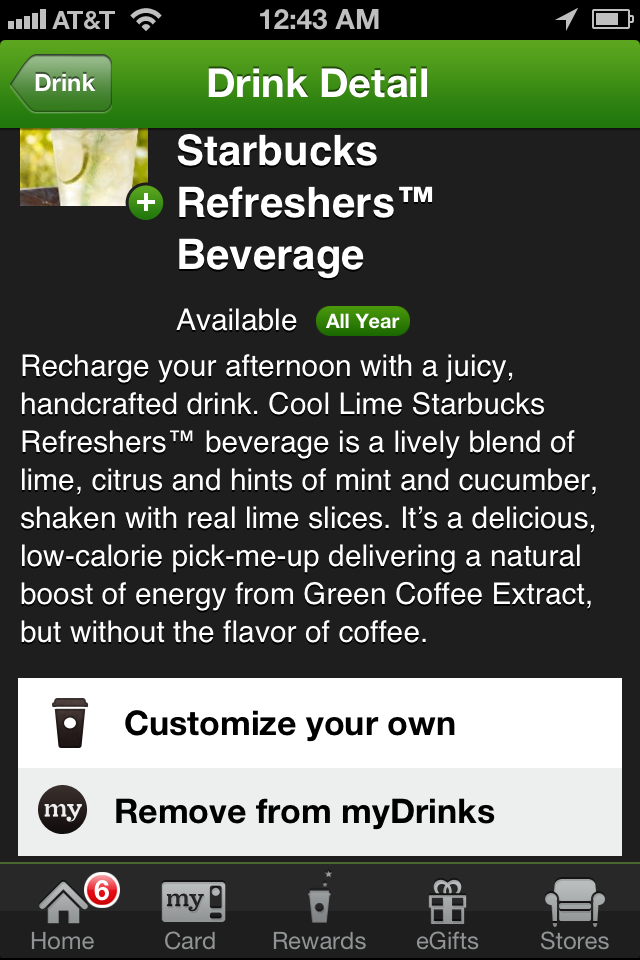 AT&T 12:43 AM
Drink Drink Detail
Starbucks
Refreshers™
Beverage
Available All Year
Recharge your afternoon with a juicy,
handcrafted drink. Cool Lime Starbucks
Refreshers™ beverage is a lively blend of
lime, citrus and hints of mint and cucumber,
shaken with real lime slices. It’s a delicious,
low-calorie pick-me-up delivering a natural
boost of energy from Green Coffee Extract,
but without the flavor of coffee.
Customize your own
my Remove from myDrinks
6 my
Home Card Rewards eGifts Stores